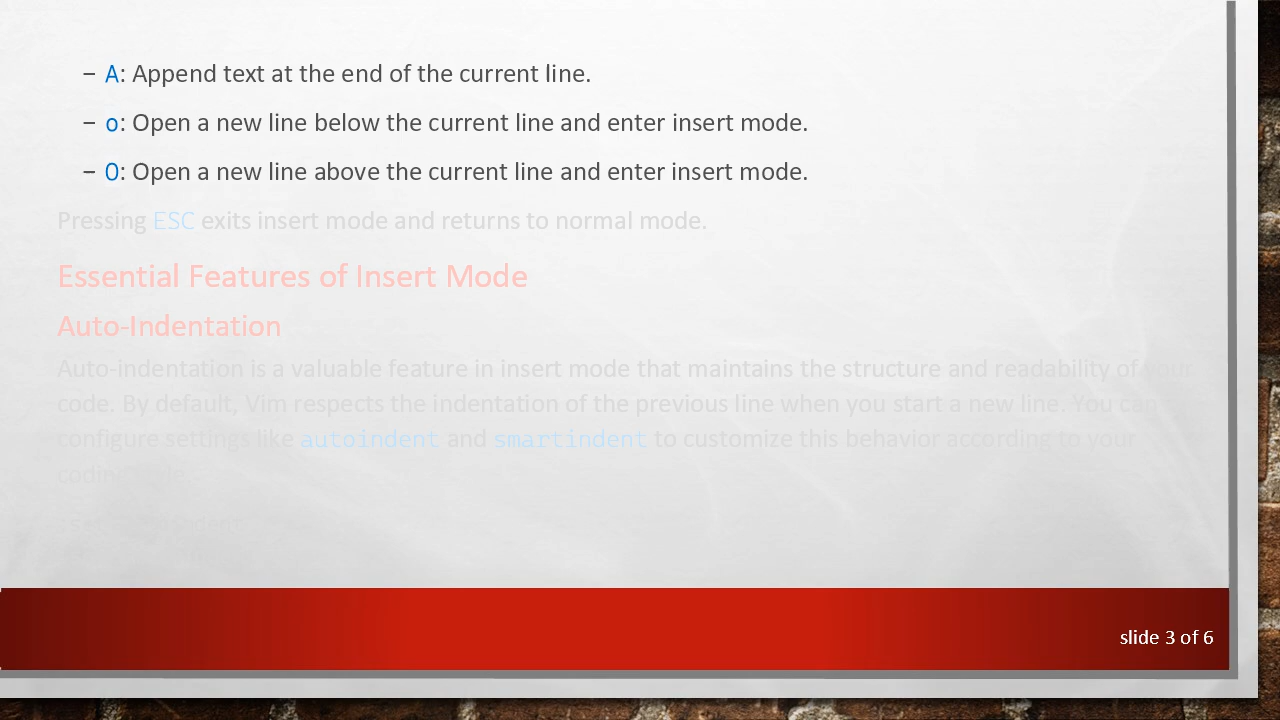 – A: Append text at the end of the current line.
– o: Open a new line below the current line and enter insert mode.
– O: Open a new line above the current line and enter insert mode.
Pressing ESC exits insert mode and returns to normal mode.
Essential Features of Insert Mode
Auto-Indentation
Auto-indentation is a valuable feature in insert mode that maintains the structure and readability of your
code. By default, Vim respects the indentation of the previous line when you start a new line. You can
configure settings like autoindent and smartindent to customize this behavior according to your
coding style.
slide 3 of 6